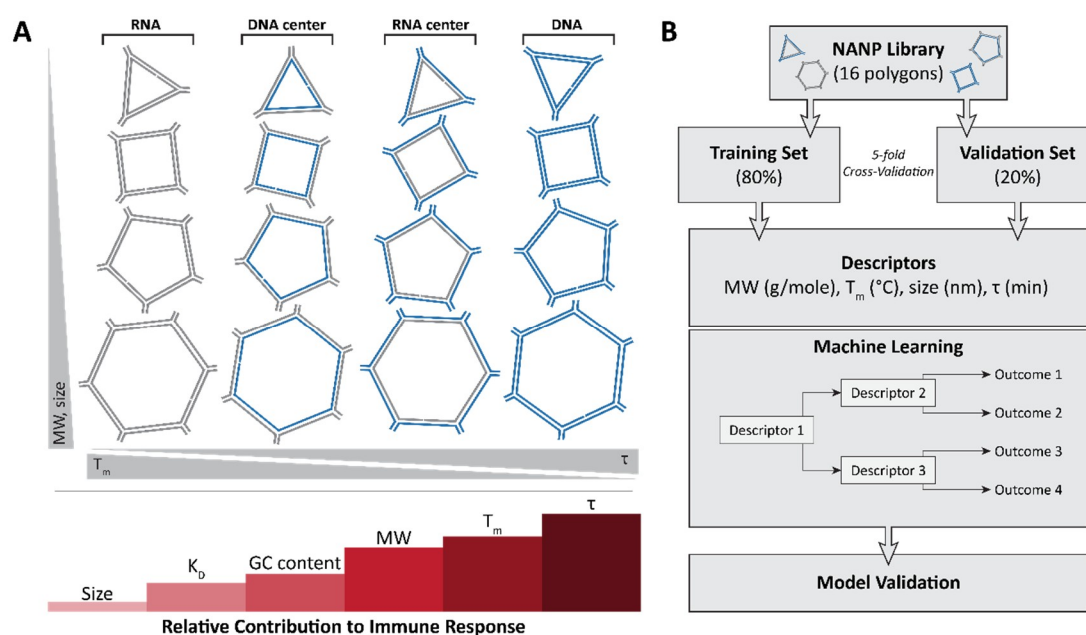 A
RNA
DNA center
RNA center
DNA
MW, size
Tm
τ
Size
KD
GC content
MW
Tm
τ
Relative Contribution to Immune Response
B
NANP Library
(16 polygons)
Training Set
(80%)
5-fold
Cross-Validation
Validation Set
(20%)
Descriptors
MW (g/mole), Tm (°C), size (nm), τ (min)
Machine Learning
Descriptor 1
Descriptor 2
Descriptor 3
Outcome 1
Outcome 2
Outcome 3
Outcome 4
Model Validation